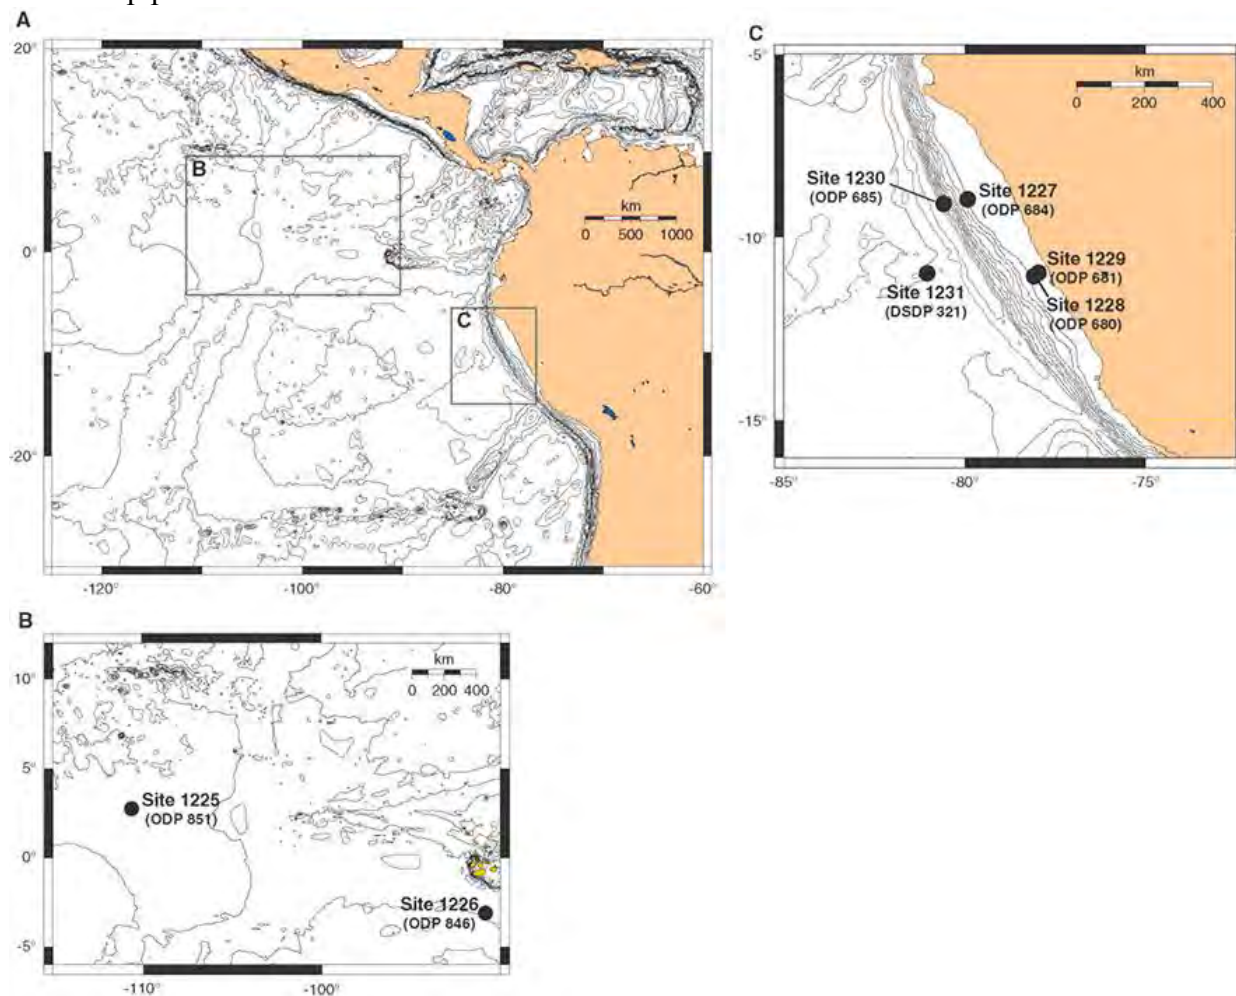 A
20°
0°
-20°
-120°
-100°
-80°
-60°
B
C
km
0 500 1000
C
-5°
-10°
-15°
-85°
-80°
-75°
km
0 200 400
Site 1230
(ODP 685)
Site 1227
(ODP 684)
Site 1229
(ODP 681)
Site 1228
(ODP 680)
Site 1231
(DSDP 321)
B
10°
5°
0°
-5°
-110°
-100°
km
0 200 400
Site 1225
(ODP 851)
Site 1226
(ODP 846)